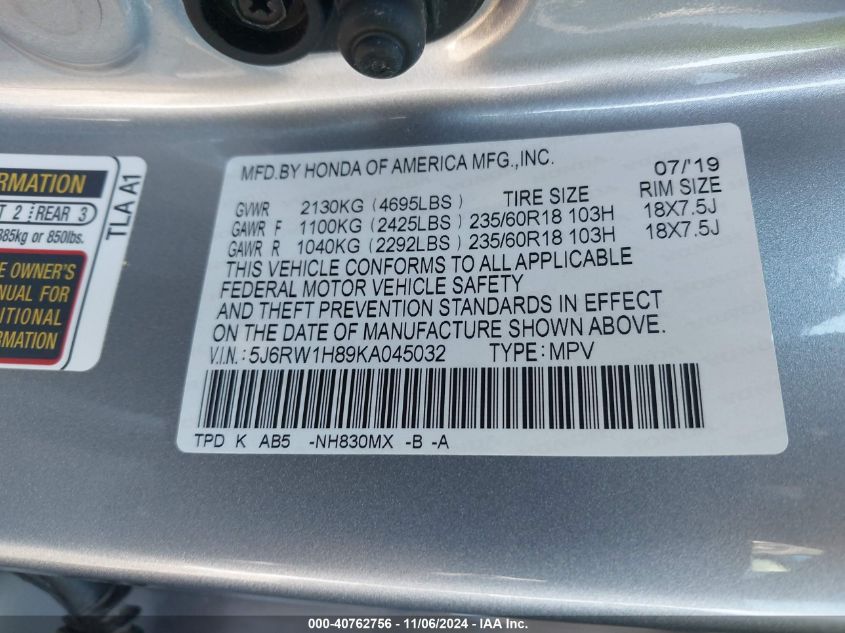 RMATION
T 2 REAR 3
385kg or 850lbs.
TLA A1
E OWNER'S
NUAL FOR
ITIONAL
RMATION
MFD.BY HONDA OF AMERICA MFG.,INC. 07/'19
GVWR 2130KG (4695LBS) TIRE SIZE RIM SIZE
GAWR F 1100KG (2425LBS) 235/60R18 103H 18X7.5J
GAWR R 1040KG (2292LBS) 235/60R18 103H 18X7.5J
THIS VEHICLE CONFORMS TO ALL APPLICABLE
FEDERAL MOTOR VEHICLE SAFETY
AND THEFT PREVENTION STANDARDS IN EFFECT
ON THE DATE OF MANUFACTURE SHOWN ABOVE.
V.I.N.: 5J6RW1H89KA045032 TYPE: MPV
TPD K AB5 -NH830MX -B -A
000-40762756 — 11/06/2024 — IAA Inc.